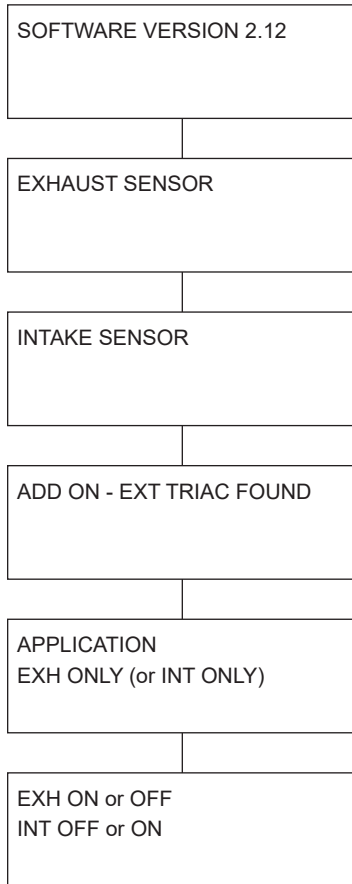 SOFTWARE VERSION 2.12
EXHAUST SENSOR
INTAKE SENSOR
ADD ON - EXT TRIAC FOUND
APPLICATION
EXH ONLY (or INT ONLY)
EXH ON or OFF
INT OFF or ON